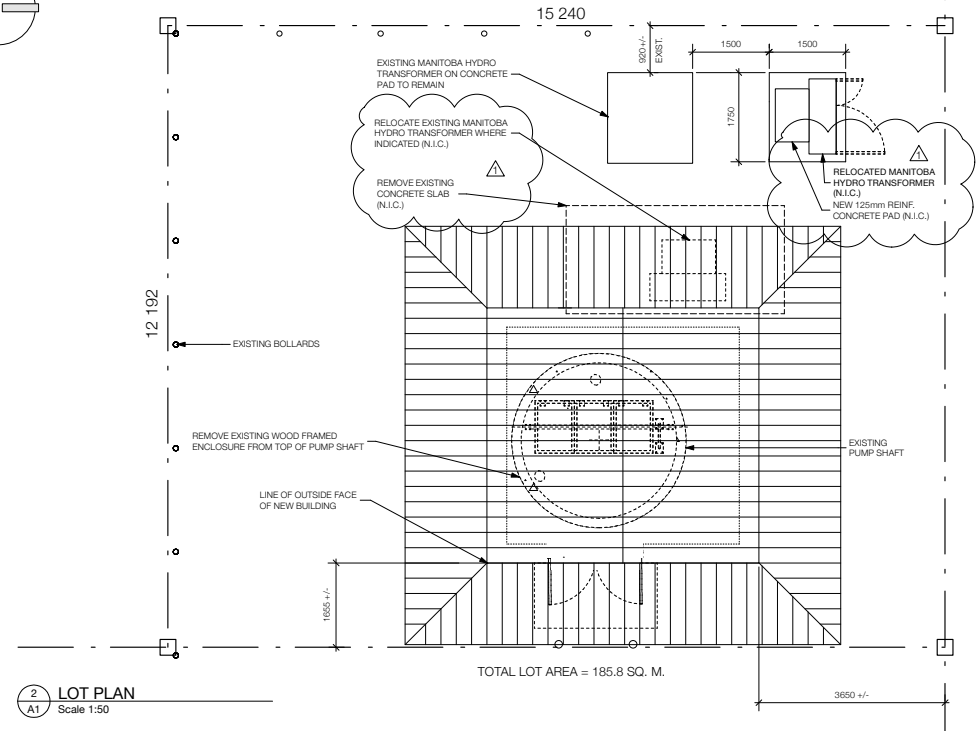 15 240
920 +/-
EXIST.
1500
1500
EXISTING MANITOBA HYDRO
TRANSFORMER ON CONCRETE
PAD TO REMAIN
1750
RELOCATE EXISTING MANITOBA
HYDRO TRANSFORMER WHERE
INDICATED (N.I.C.)
1
REMOVE EXISTING
CONCRETE SLAB
(N.I.C.)
1
RELOCATED MANITOBA
HYDRO TRANSFORMER
(N.I.C.)
NEW 125mm REINF.
CONCRETE PAD (N.I.C.)
12 192
EXISTING BOLLARDS
REMOVE EXISTING WOOD FRAMED
ENCLOSURE FROM TOP OF PUMP SHAFT
EXISTING
PUMP SHAFT
LINE OF OUTSIDE FACE
OF NEW BUILDING
1655 +/-
TOTAL LOT AREA = 185.8 SQ. M.
3650 +/-
2
A1
LOT PLAN
Scale 1:50